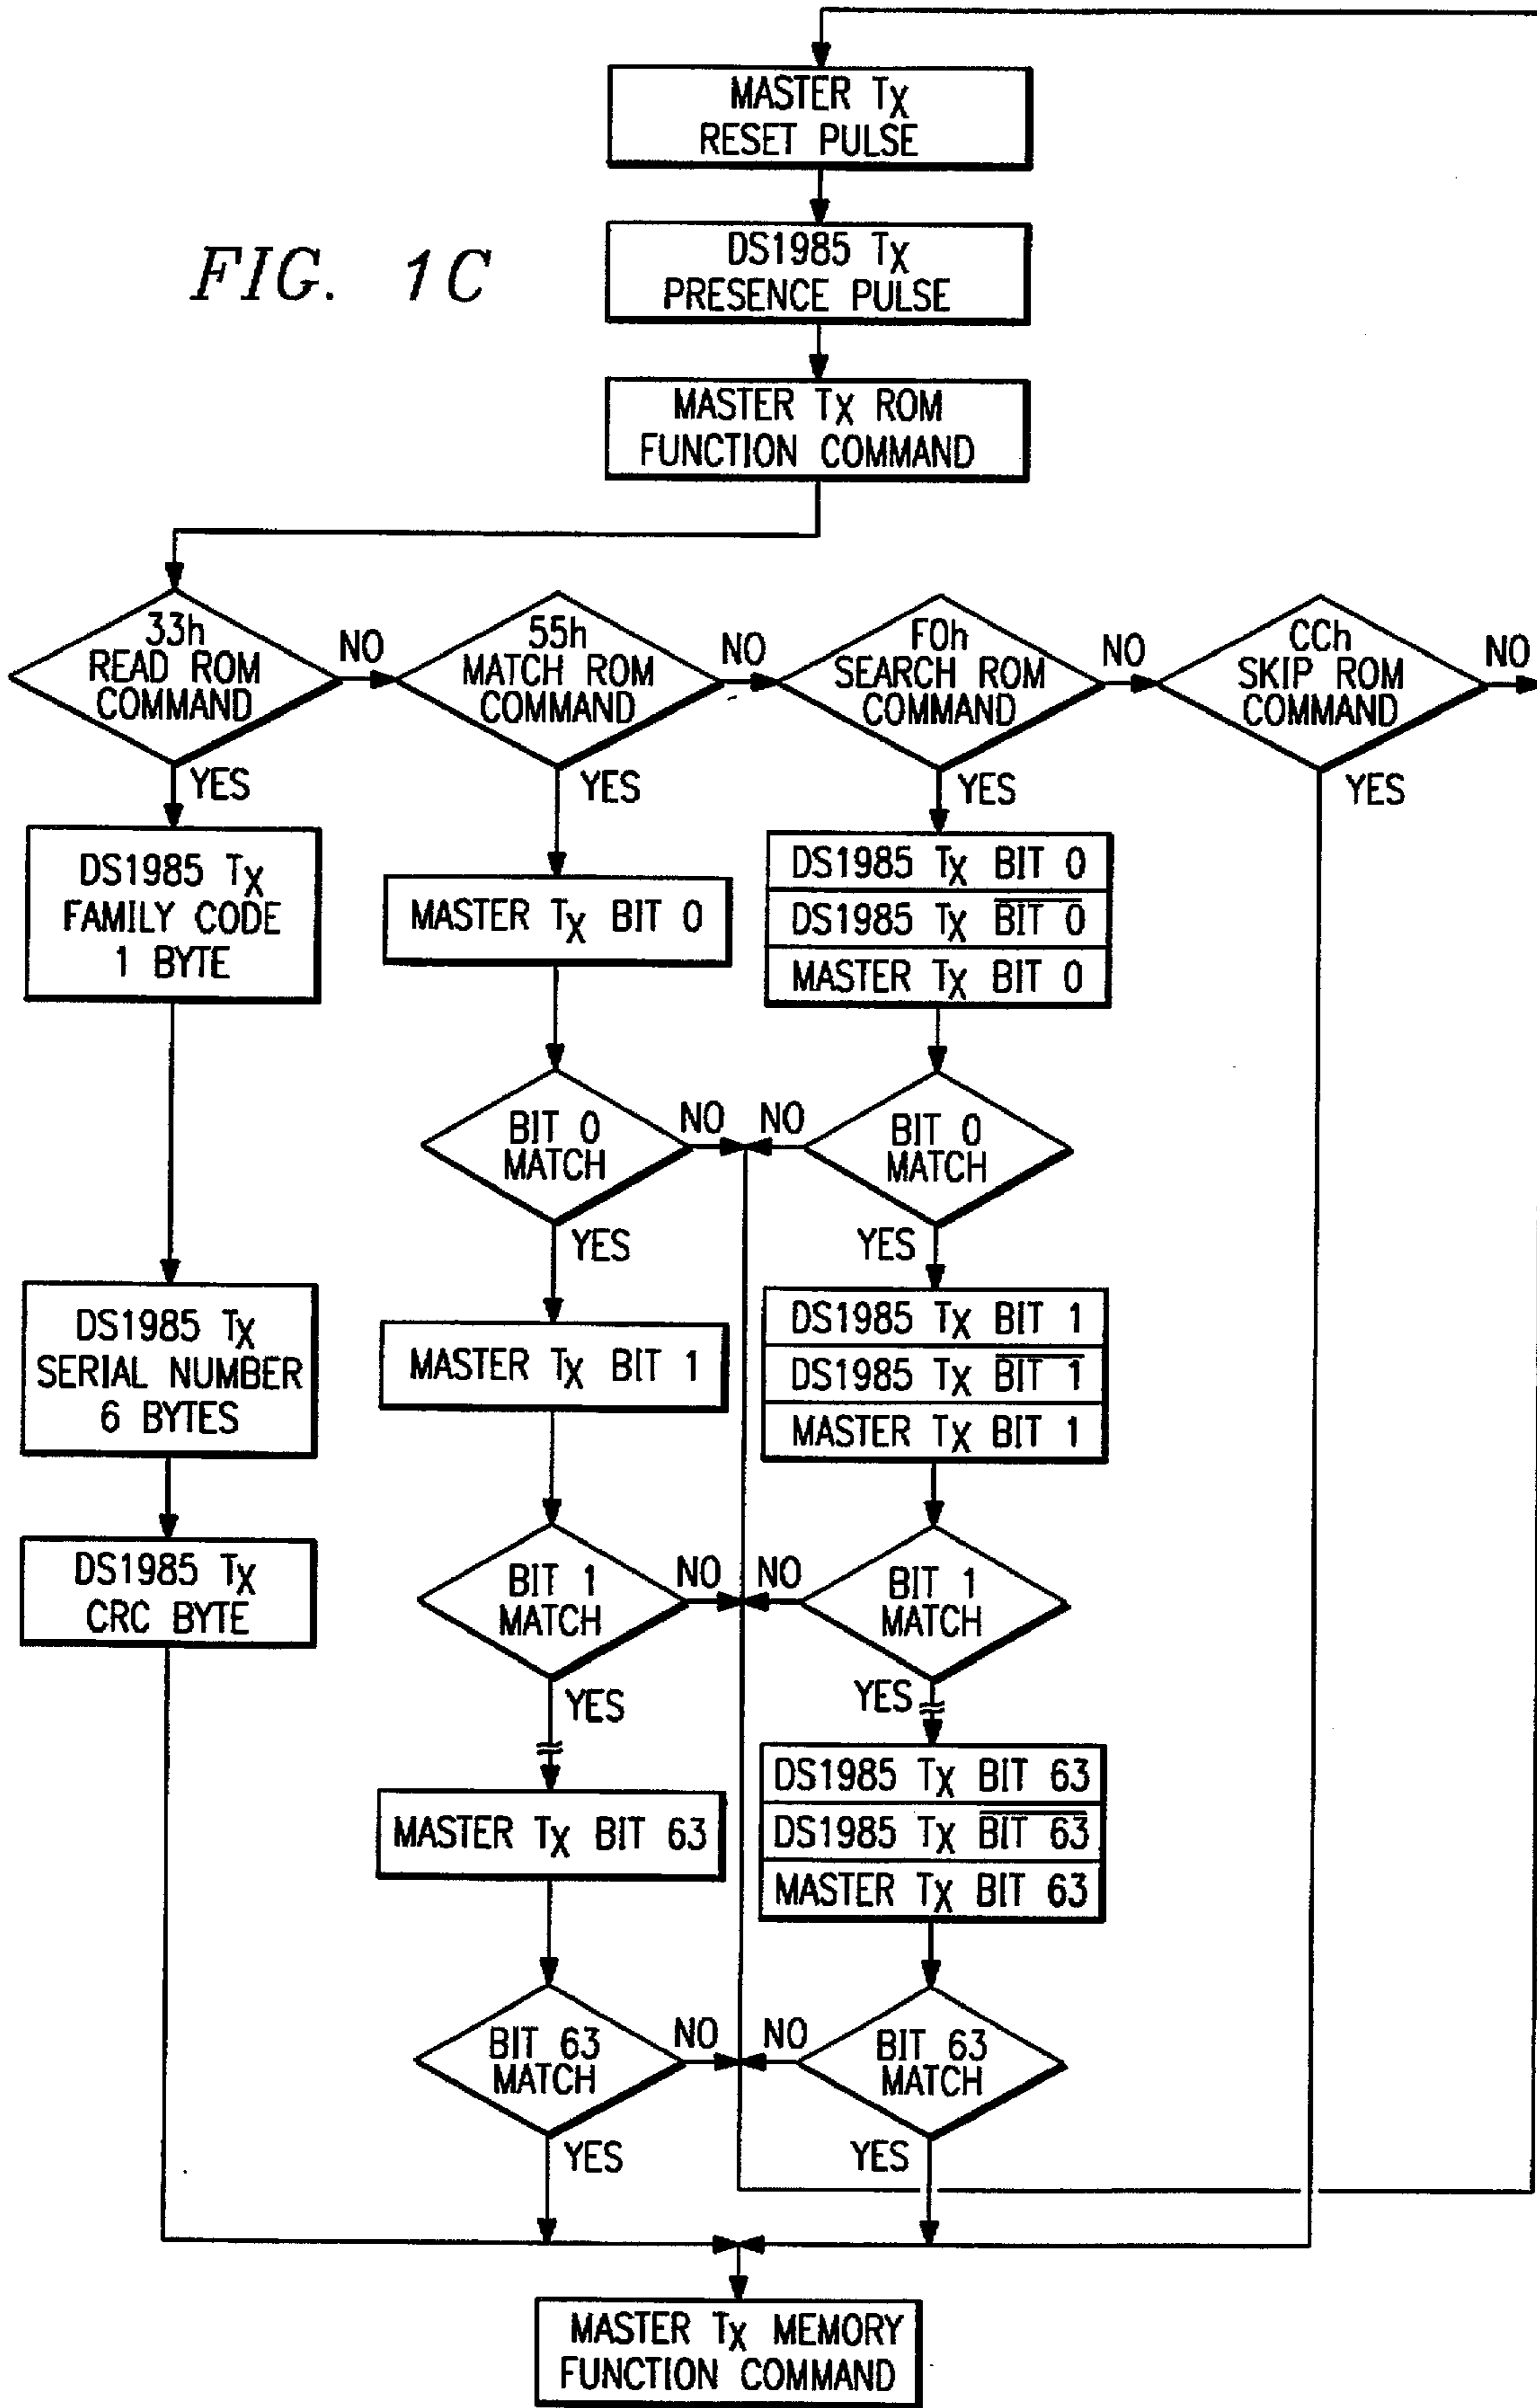 MASTER TX
RESET PULSE
FIG. 1C
DS1985 TX
PRESENCE PULSE
MASTER TX ROM
FUNCTION COMMAND
33h
READ ROM
COMMAND
NO
55h
MATCH ROM
COMMAND
NO
F0h
SEARCH ROM
COMMAND
NO
CCh
SKIP ROM
COMMAND
NO
YES
YES
YES
YES
DS1985 TX
FAMILY CODE
1 BYTE
MASTER TX BIT 0
DS1985 TX BIT 0
DS1985 TX BIT 0
MASTER TX BIT 0
BIT 0
MATCH
NO
NO
BIT 0
MATCH
YES
YES
DS1985 TX
SERIAL NUMBER
6 BYTES
MASTER TX BIT 1
DS1985 TX BIT 1
DS1985 TX BIT 1
MASTER TX BIT 1
DS1985 TX
CRC BYTE
BIT 1
MATCH
NO
NO
BIT 1
MATCH
YES
YES
MASTER TX BIT 63
DS1985 TX BIT 63
DS1985 TX BIT 63
MASTER TX BIT 63
BIT 63
MATCH
NO
NO
BIT 63
MATCH
YES
YES
MASTER TX MEMORY
FUNCTION COMMAND